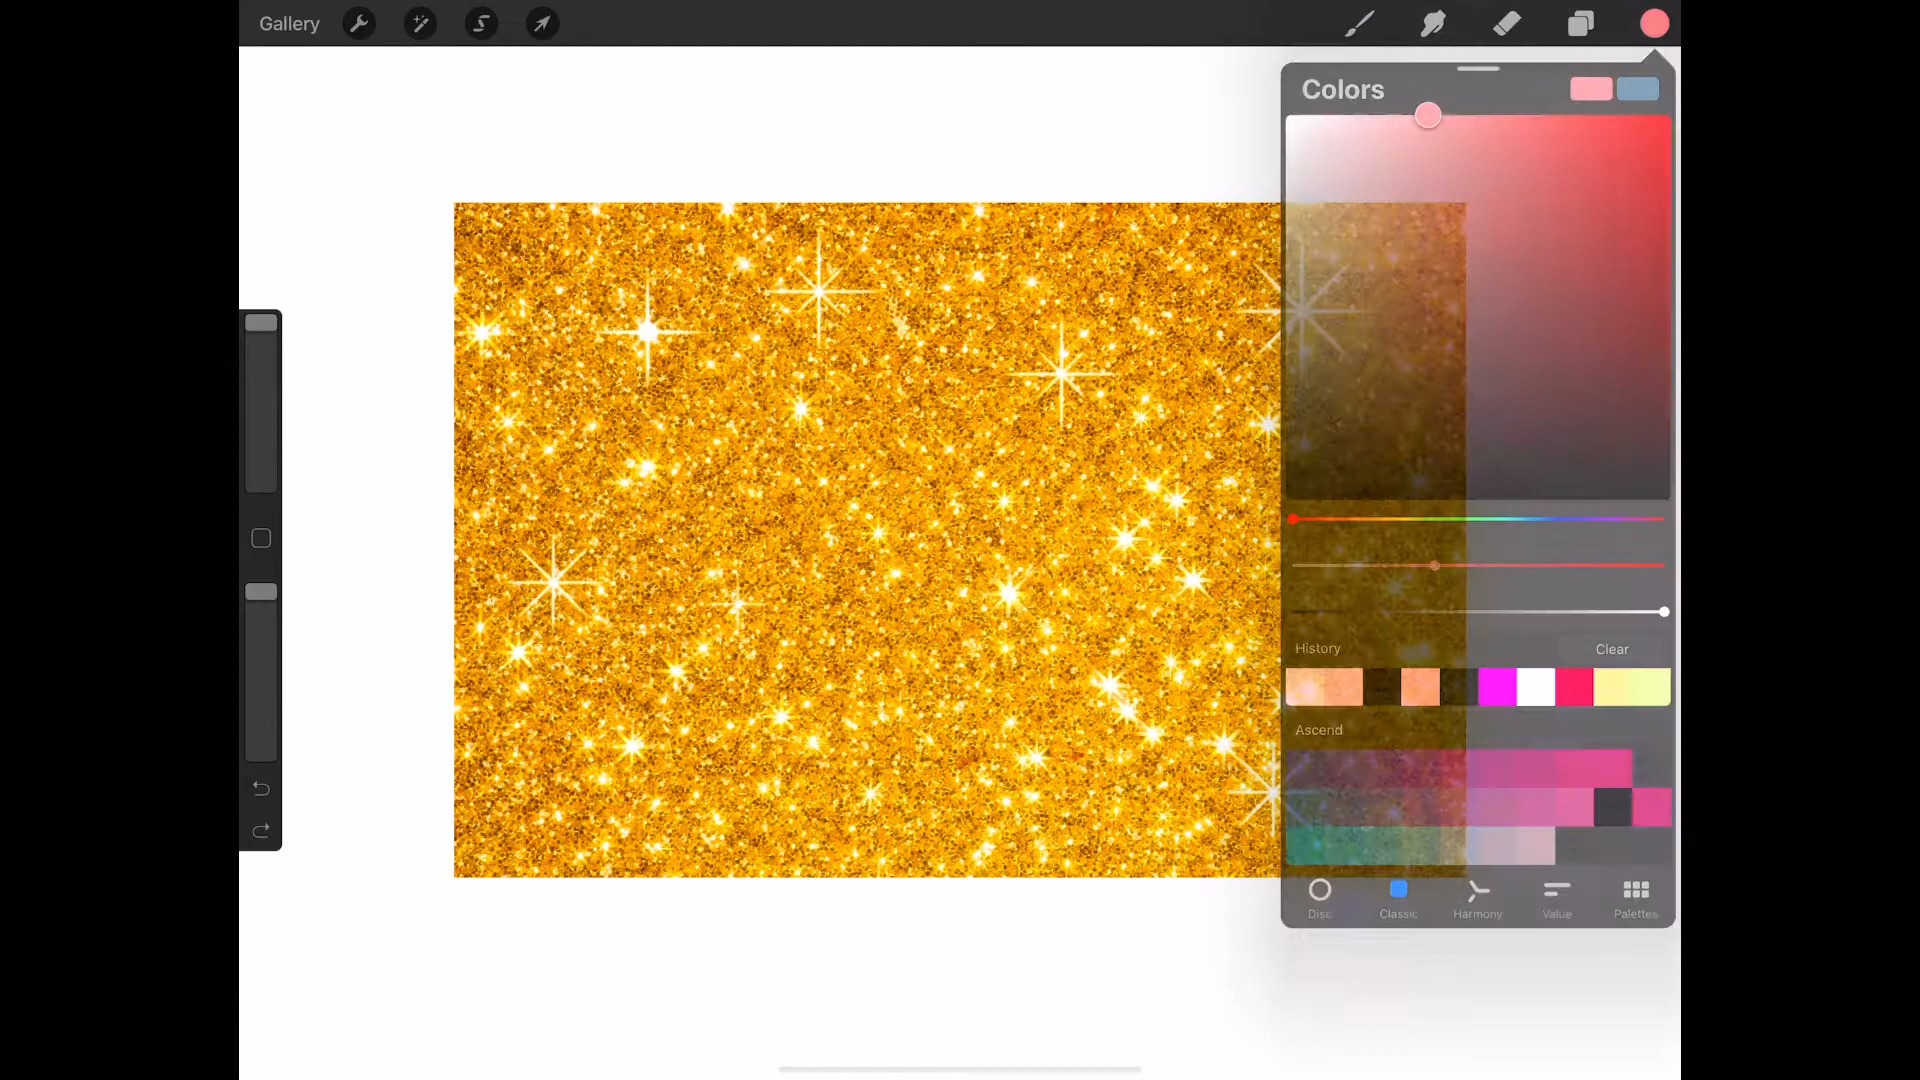 Gallery
Colors
History
Clear
Ascend
Disc
Classic
Harmony
Value
Palettes